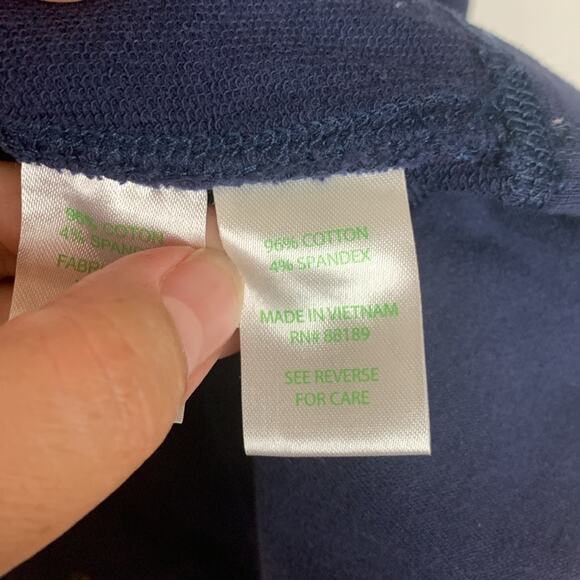 96% COTTON
4% SPANDEX
FABR
96% COTTON
4% SPANDEX
MADE IN VIETNAM
RN# 88189
SEE REVERSE
FOR CARE